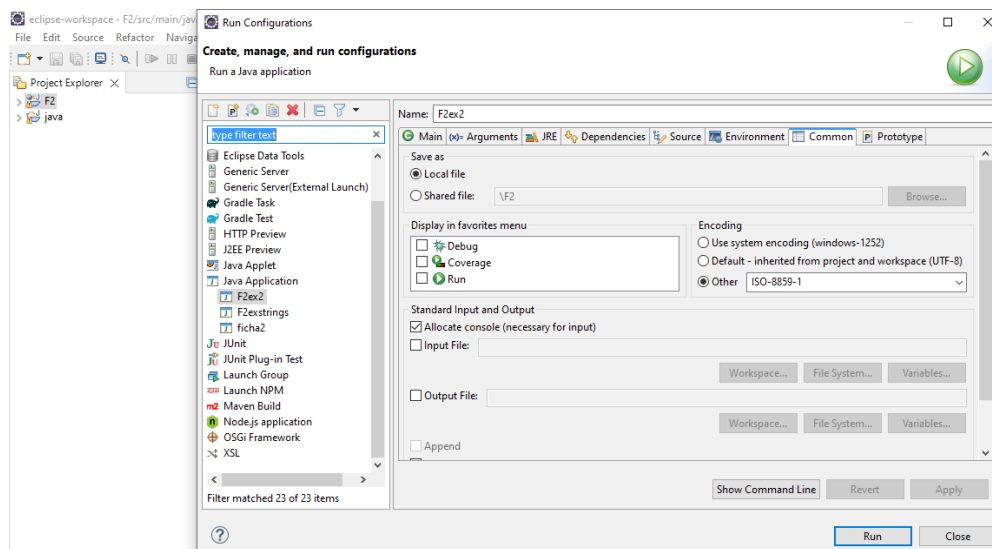 eclipse-workspace - F2/src/main/jav
File Edit Source Refactor Naviga
Project Explorer
F2
java
Run Configurations
Create, manage, and run configurations
Run a Java application
type filter text
Eclipse Data Tools
Generic Server
Generic Server(External Launch)
Gradle Task
Gradle Test
HTTP Preview
J2EE Preview
Java Applet
Java Application
F2ex2
F2exstrings
ficha2
JUnit
JUnit Plug-in Test
Launch Group
Launch NPM
Maven Build
Node.js application
OSGi Framework
XSL
Filter matched 23 of 23 items
Name: F2ex2
Main (x)= Arguments JRE Dependencies Source Environment Common Prototype
Save as
Local file
Shared file: \F2 Browse...
Display in favorites menu
Debug
Coverage
Run
Encoding
Use system encoding (windows-1252)
Default - inherited from project and workspace (UTF-8)
Other ISO-8859-1
Standard Input and Output
Allocate console (necessary for input)
Input File:
Workspace... File System... Variables...
Output File:
Workspace... File System... Variables...
Append
Show Command Line Revert Apply
Run Close